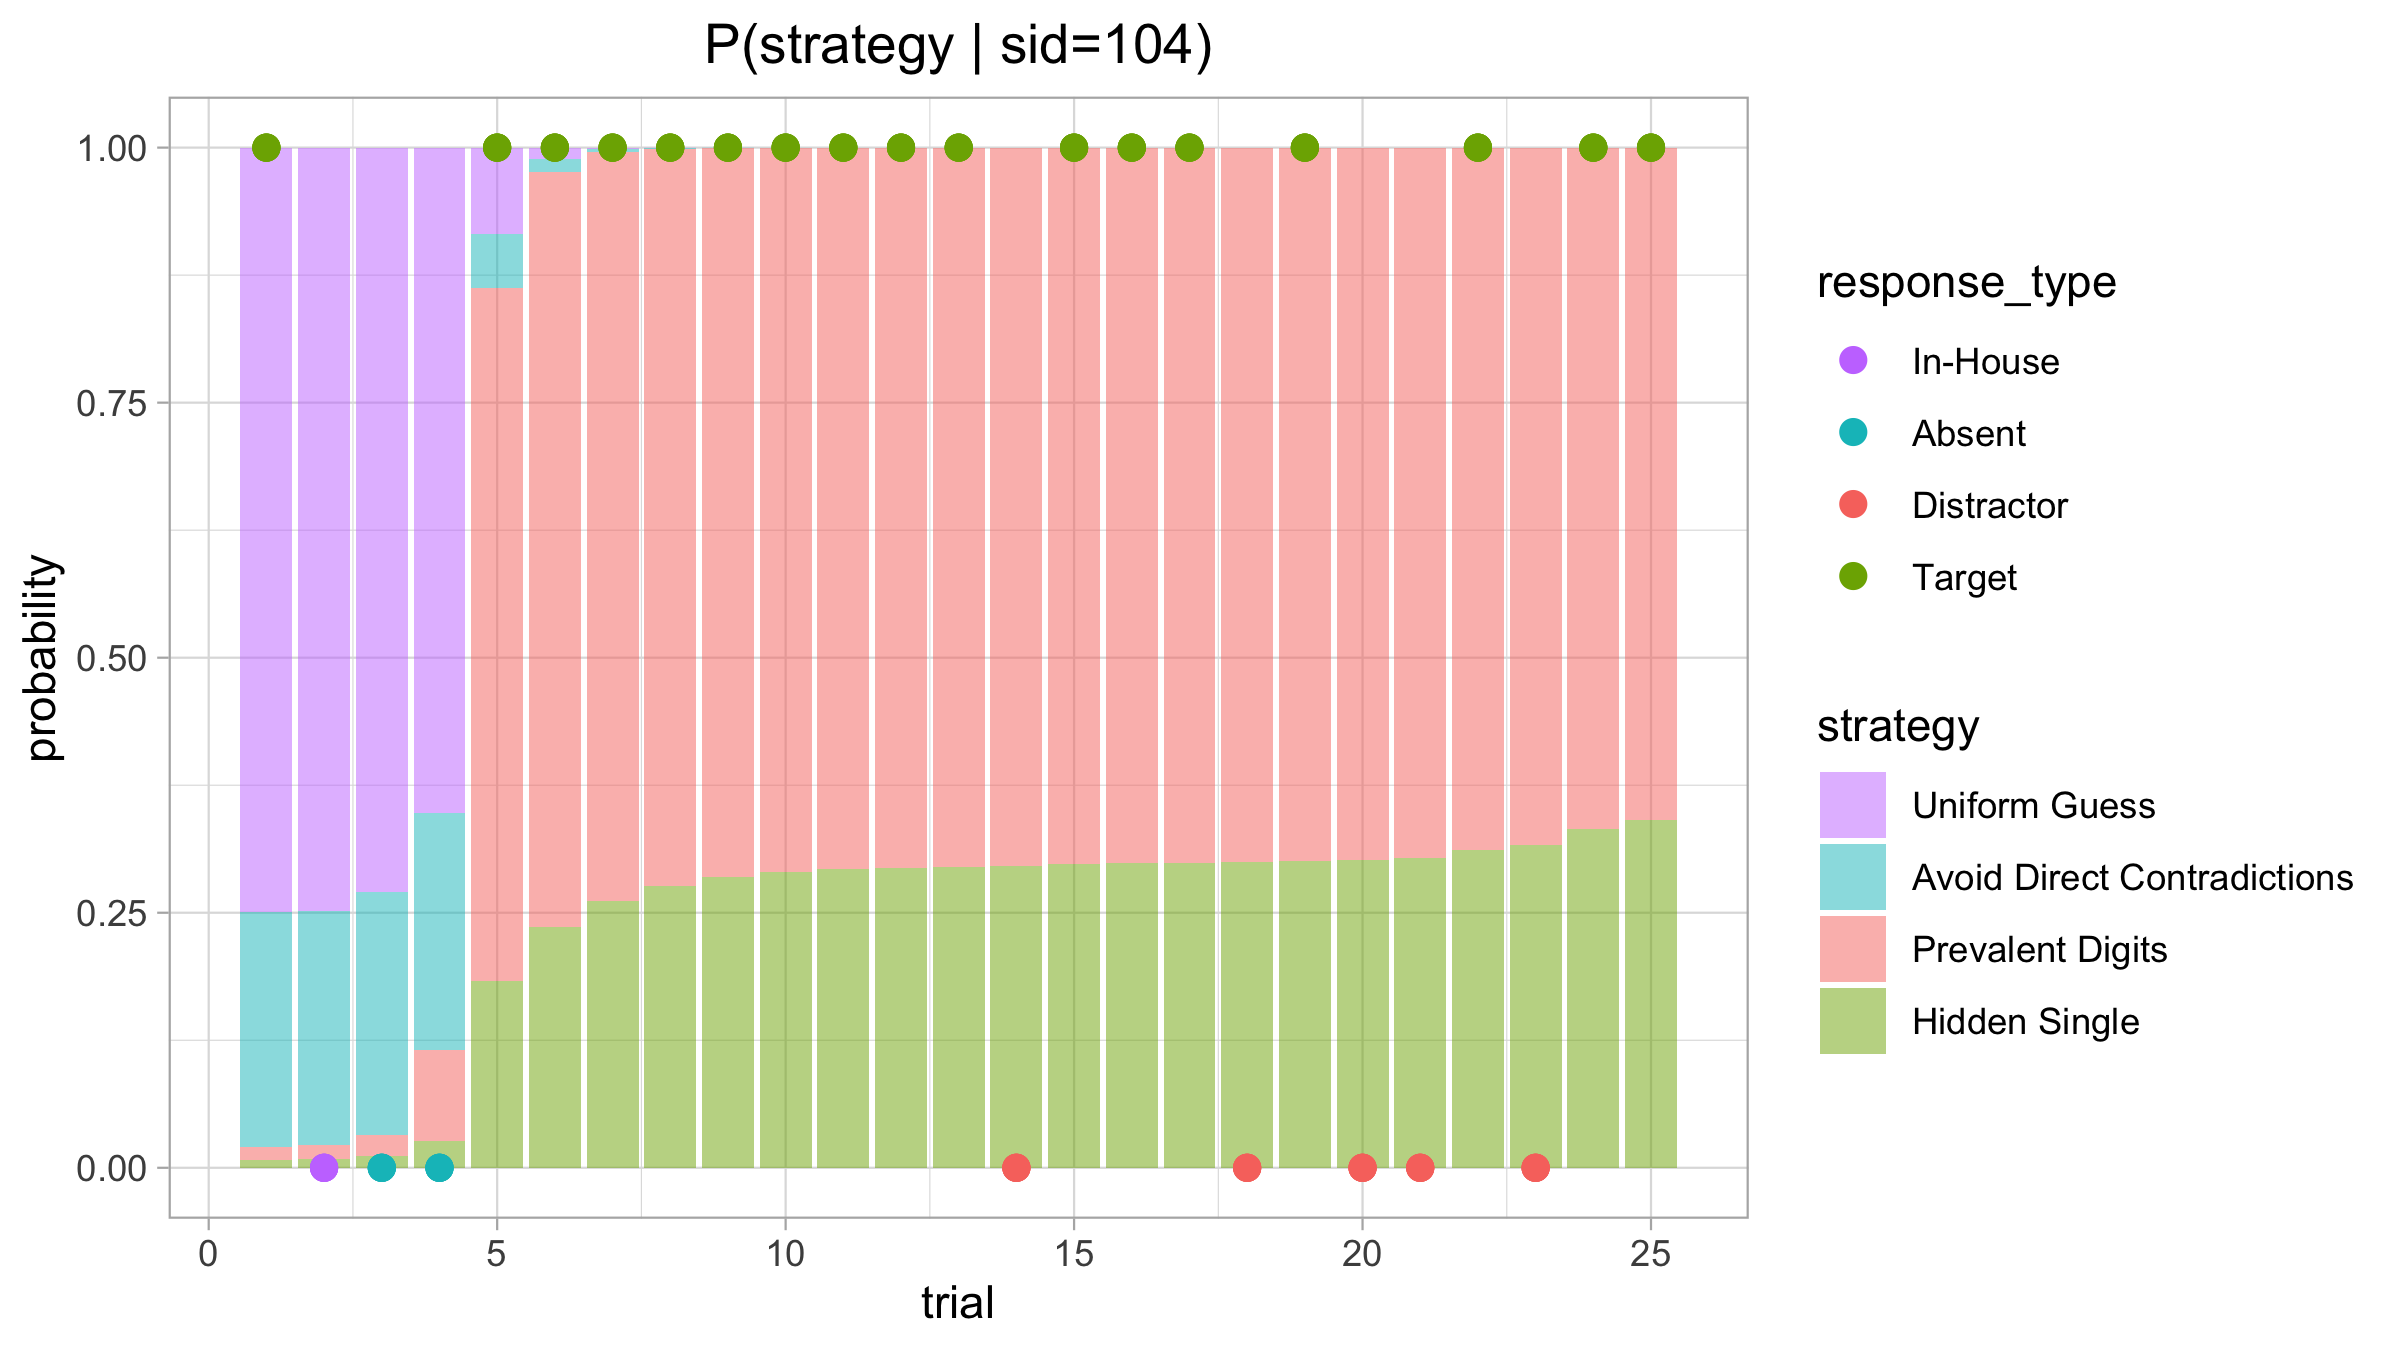 P(strategy | sid=104)
1.00
0.75
0.50
0.25
0.00
probability
0 5 10 15 20 25
trial
response_type
In-House
Absent
Distractor
Target
strategy
Uniform Guess
Avoid Direct Contradictions
Prevalent Digits
Hidden Single